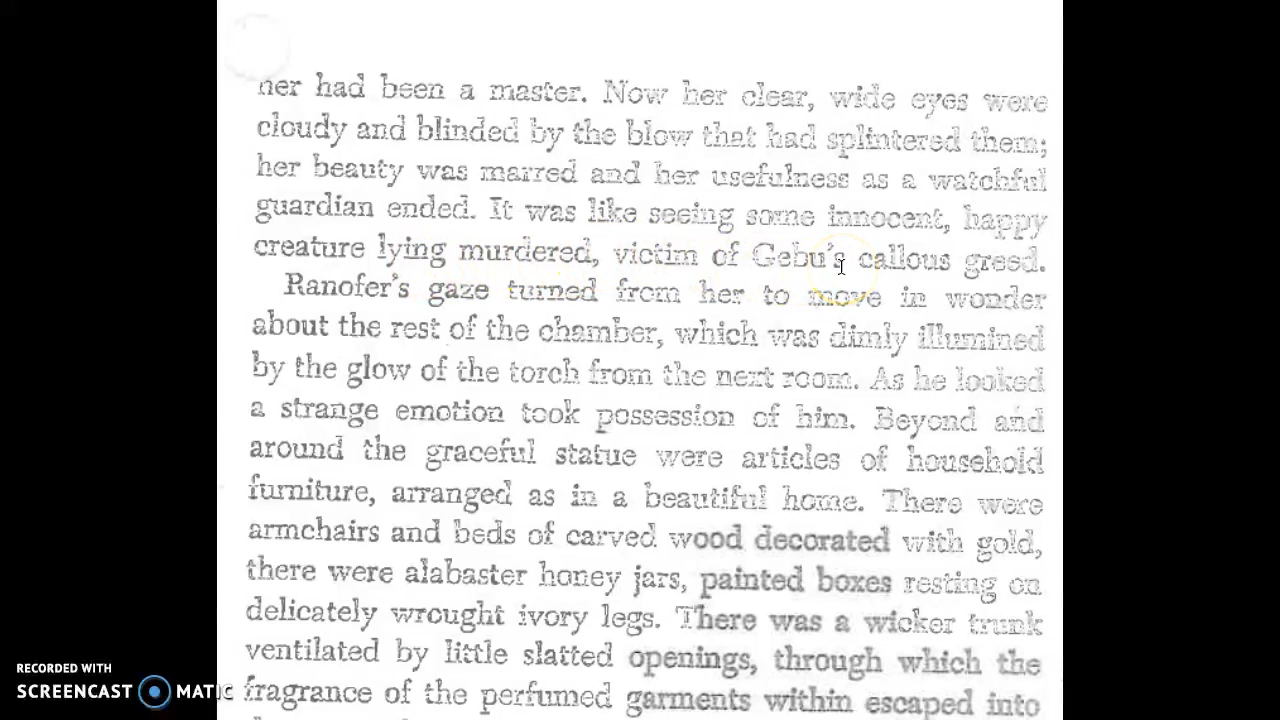 her had been a master. Now her clear, wide eyes were
cloudy and blinded by the blow that had splintered them;
her beauty was marred and her usefulness as a watchful
guardian ended. It was like seeing some innocent, happy
creature lying murdered, victim of Gebu's callous greed.
Ranofer's gaze turned from her to move in wonder
about the rest of the chamber, which was dimly illumined
by the glow of the torch from the next room. As he looked
a strange emotion took possession of him. Beyond and
around the graceful statue were articles of household
furniture, arranged as in a beautiful home. There were
armchairs and beds of carved wood decorated with gold,
there were alabaster honey jars, painted boxes resting on
delicately wrought ivory legs. There was a wicker trunk
ventilated by little slatted openings, through which the
fragrance of the perfumed garments within escaped into
RECORDED WITH
SCREENCAST MATIC